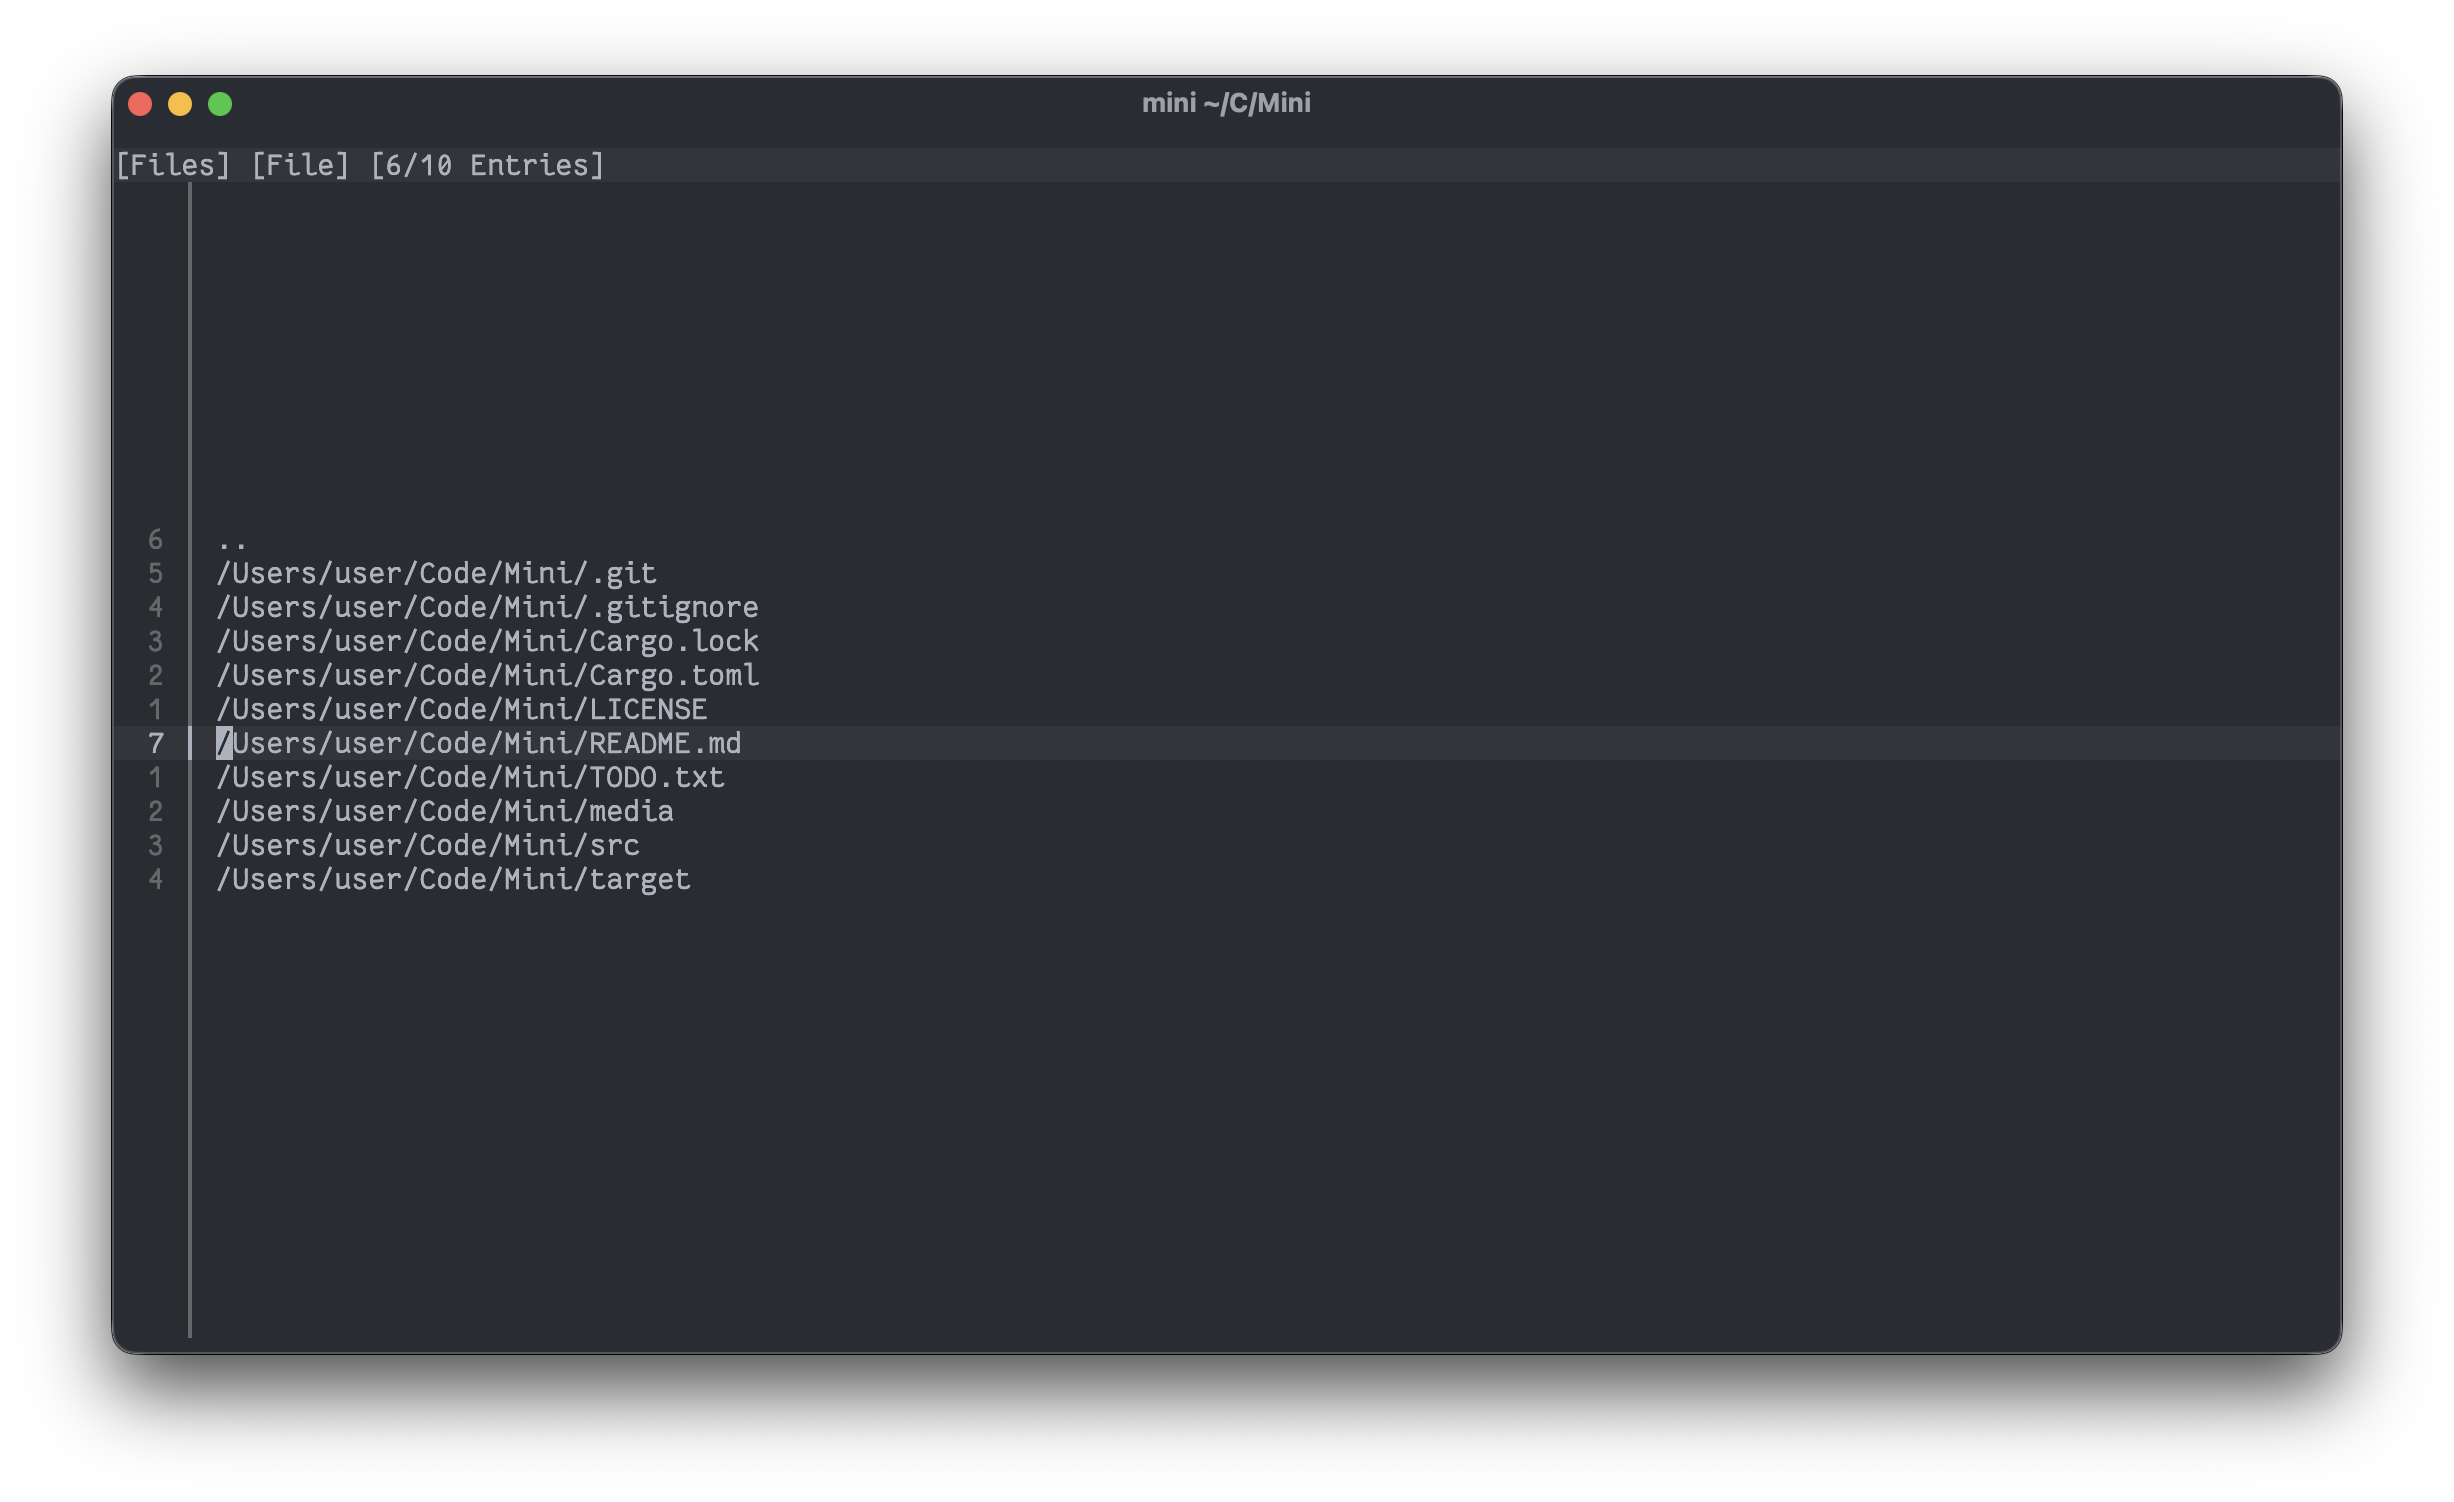 mini ~/C/Mini
[Files] [File] [6/10 Entries]
6 ..
5 /Users/user/Code/Mini/.git
4 /Users/user/Code/Mini/.gitignore
3 /Users/user/Code/Mini/Cargo.lock
2 /Users/user/Code/Mini/Cargo.toml
1 /Users/user/Code/Mini/LICENSE
7 /Users/user/Code/Mini/README.md
1 /Users/user/Code/Mini/TODO.txt
2 /Users/user/Code/Mini/media
3 /Users/user/Code/Mini/src
4 /Users/user/Code/Mini/target